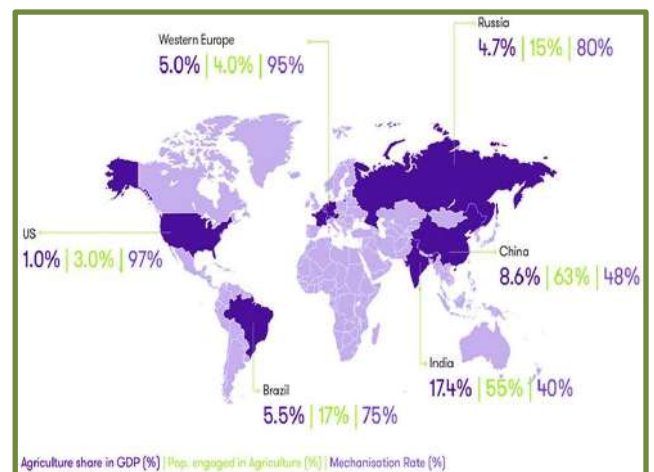 Russia
4.7% | 15% | 80%
Western Europe
5.0% | 4.0% | 95%
US
1.0% | 3.0% | 97%
China
8.6% | 63% | 48%
India
17.4% | 55% | 40%
Brazil
5.5% | 17% | 75%
Agriculture share in GDP (%) | Pop. engaged in Agriculture (%) | Mechanisation Rate (%)